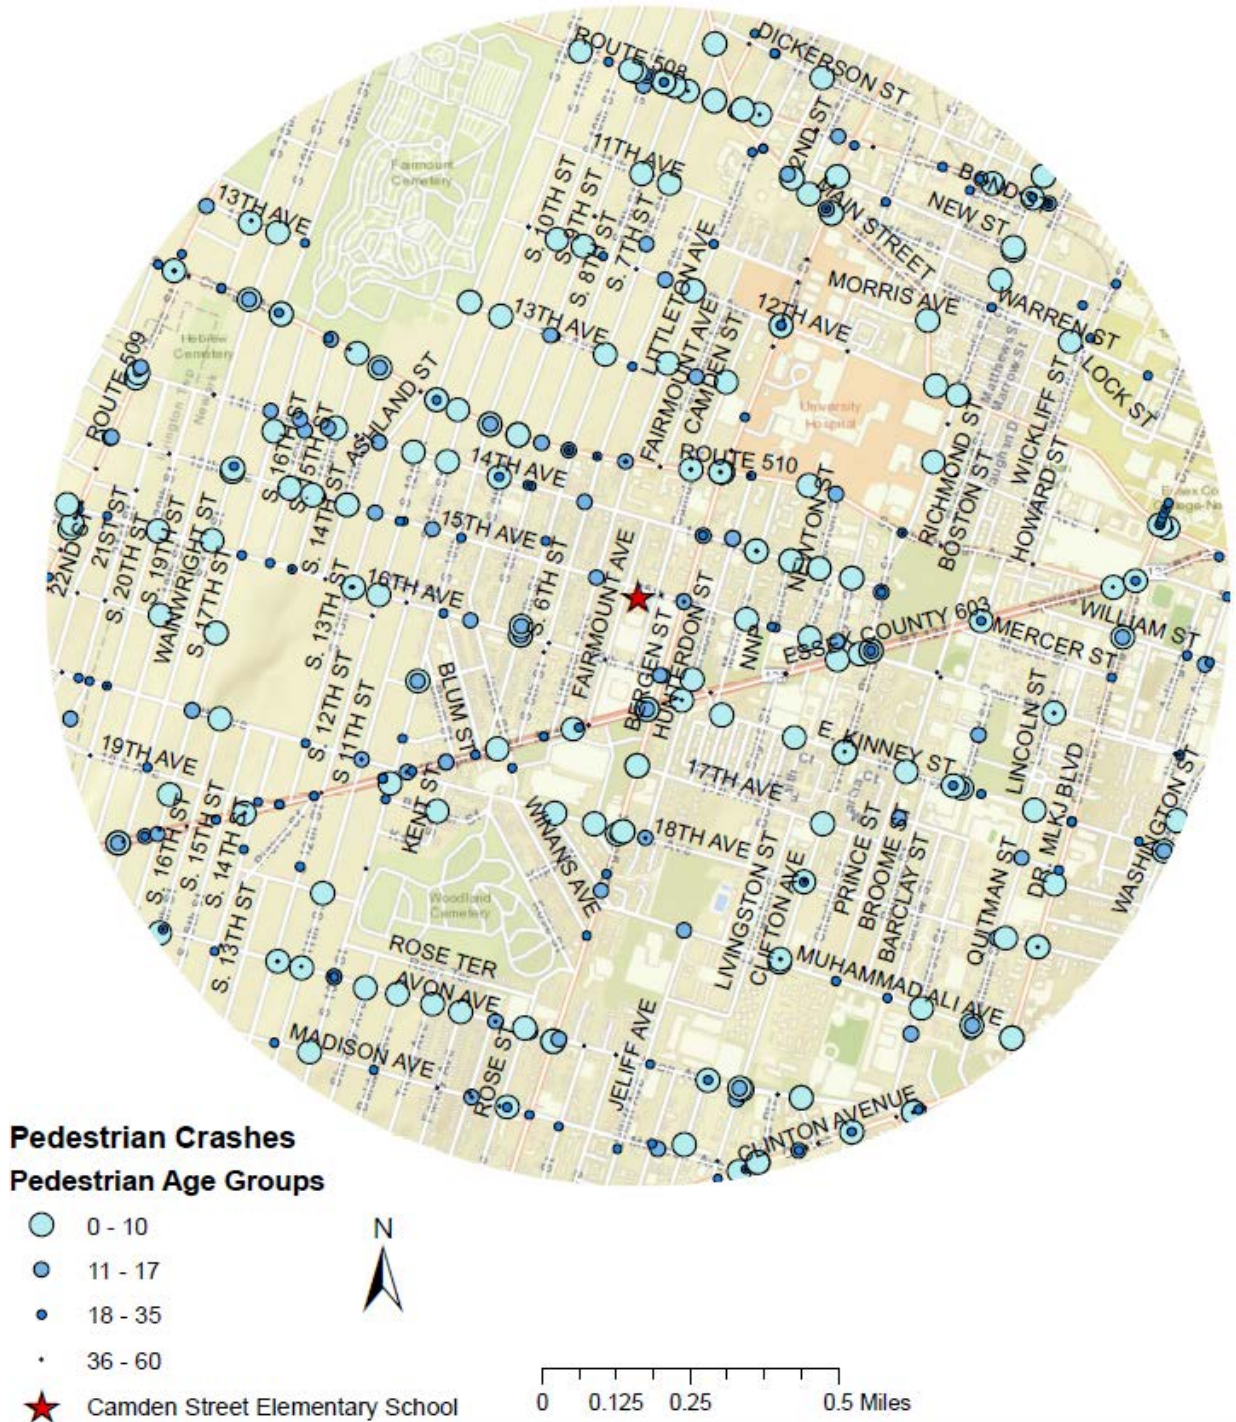 ROUTE 508
DICKERSON ST
2ND ST
11TH AVE
BOND ST
MAIN STREET
NEW ST
Fairmount
Cemetery
13TH AVE
S. 10TH ST
S. 9TH ST
S. 8TH ST
S. 7TH ST
LITTLETON AVE
MORRIS AVE
WARREN ST
12TH AVE
13TH AVE
FAIRMOUNT AVE
CAMDEN ST
Hebrew
Cemetery
ROUTE 509
LOCK ST
WICKLIFF ST
ASHLAND ST
University
Hospital
S. 16TH ST
S. 15TH ST
S. 14TH ST
RICHMOND ST
BOSTON ST
HOWARD ST
14TH AVE
ROUTE 510
NEWTON ST
22ND ST
21ST ST
S. 20TH ST
S. 19TH ST
WAINWRIGHT ST
S. 17TH ST
15TH AVE
16TH AVE
S. 13TH ST
S. 6TH ST
FAIRMOUNT AVE
BERGEN ST
HUNTERDON ST
NNP
ESSEX COUNTY 603
MERCER ST
WILLIAM ST
S. 12TH ST
S. 11TH ST
BLUM ST
19TH AVE
E KINNEY ST
LINCOLN ST
17TH AVE
KENT ST
WINANS AVE
18TH AVE
S. 16TH ST
S. 15TH ST
S. 14TH ST
S. 13TH ST
LIVINGSTON ST
CLIFTON AVE
PRINCE ST
BROOME ST
BARCLAY ST
QUITMAN ST
DR. MLKJ BLVD
WASHINGTON ST
Woodland
Cemetery
ROSE TER
AVON AVE
MUHAMMAD ALI AVE
MADISON AVE
ROSE ST
JELIFF AVE
CLINTON AVENUE
Pedestrian Crashes
Pedestrian Age Groups
0 - 10
11 - 17
18 - 35
36 - 60
Camden Street Elementary School
N
0 0.125 0.25 0.5 Miles